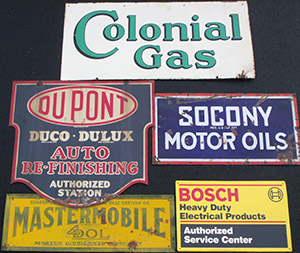 Colonial
Gas
DU PONT
DUCO · DULUX
AUTO
RE-FINISHING
AUTHORIZED
STATION
SOCONY
MOTOR OILS
MASTERMOBILE
OOL
BOSCH
Heavy Duty
Electrical Products
Authorized
Service Center